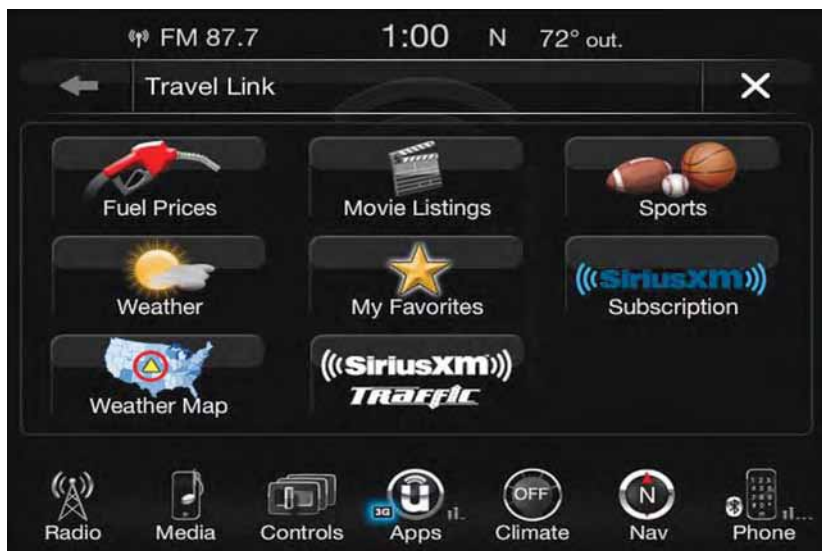 FM 87.7 1:00 N 72° out.
Travel Link
Fuel Prices Movie Listings Sports
Weather My Favorites SiriusXM Subscription
Weather Map SiriusXM Traffic
3G OFF N
Radio Media Controls Apps Climate Nav Phone